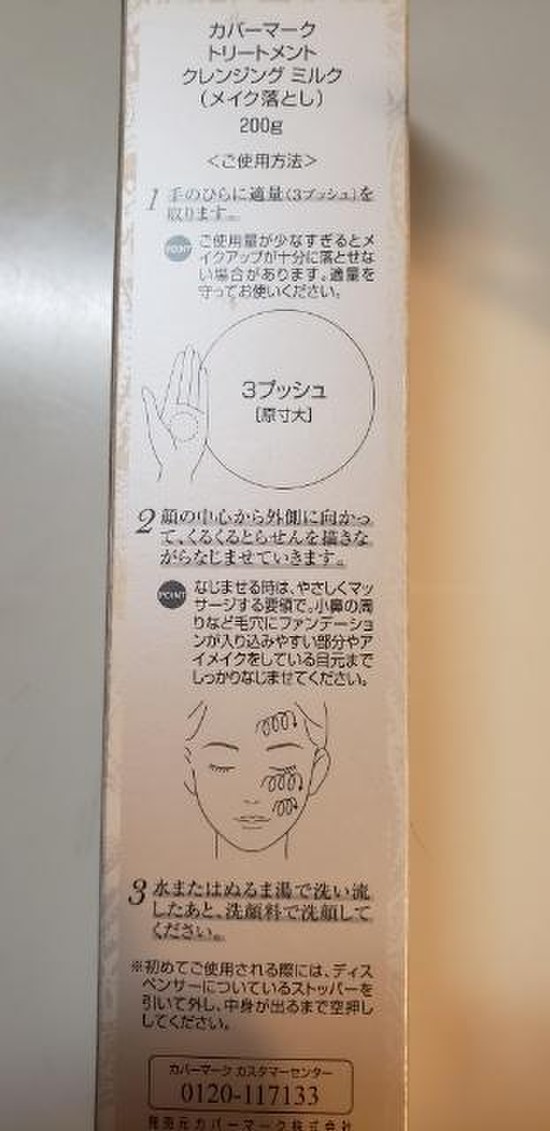 カバーマーク
トリートメント
クレンジング ミルク
（メイク落とし）
200g
＜ご使用方法＞
1 手のひらに適量（3プッシュ）を
取ります。
POINT ご使用量が少なすぎるとメ
イクアップが十分に落とせな
い場合があります。適量を
守ってお使いください。
3プッシュ
［原寸大］
2 顔の中心から外側に向かっ
て、くるくるとらせんを描きな
がらなじませていきます。
POINT なじませる時は、やさしくマッ
サージする要領で。小鼻の周
りなど毛穴にファンデーショ
ンが入り込みやすい部分やア
イメイクをしている目元まで
しっかりなじませてください。
3 水またはぬるま湯で洗い流
したあと、洗顔料で洗顔して
ください。
※初めてご使用される際には、ディス
ペンサーについているストッパーを
引いて外し、中身が出るまで空押し
してください。
カバーマーク カスタマーセンター
0120-117133
発売元カバーマーク株式会社